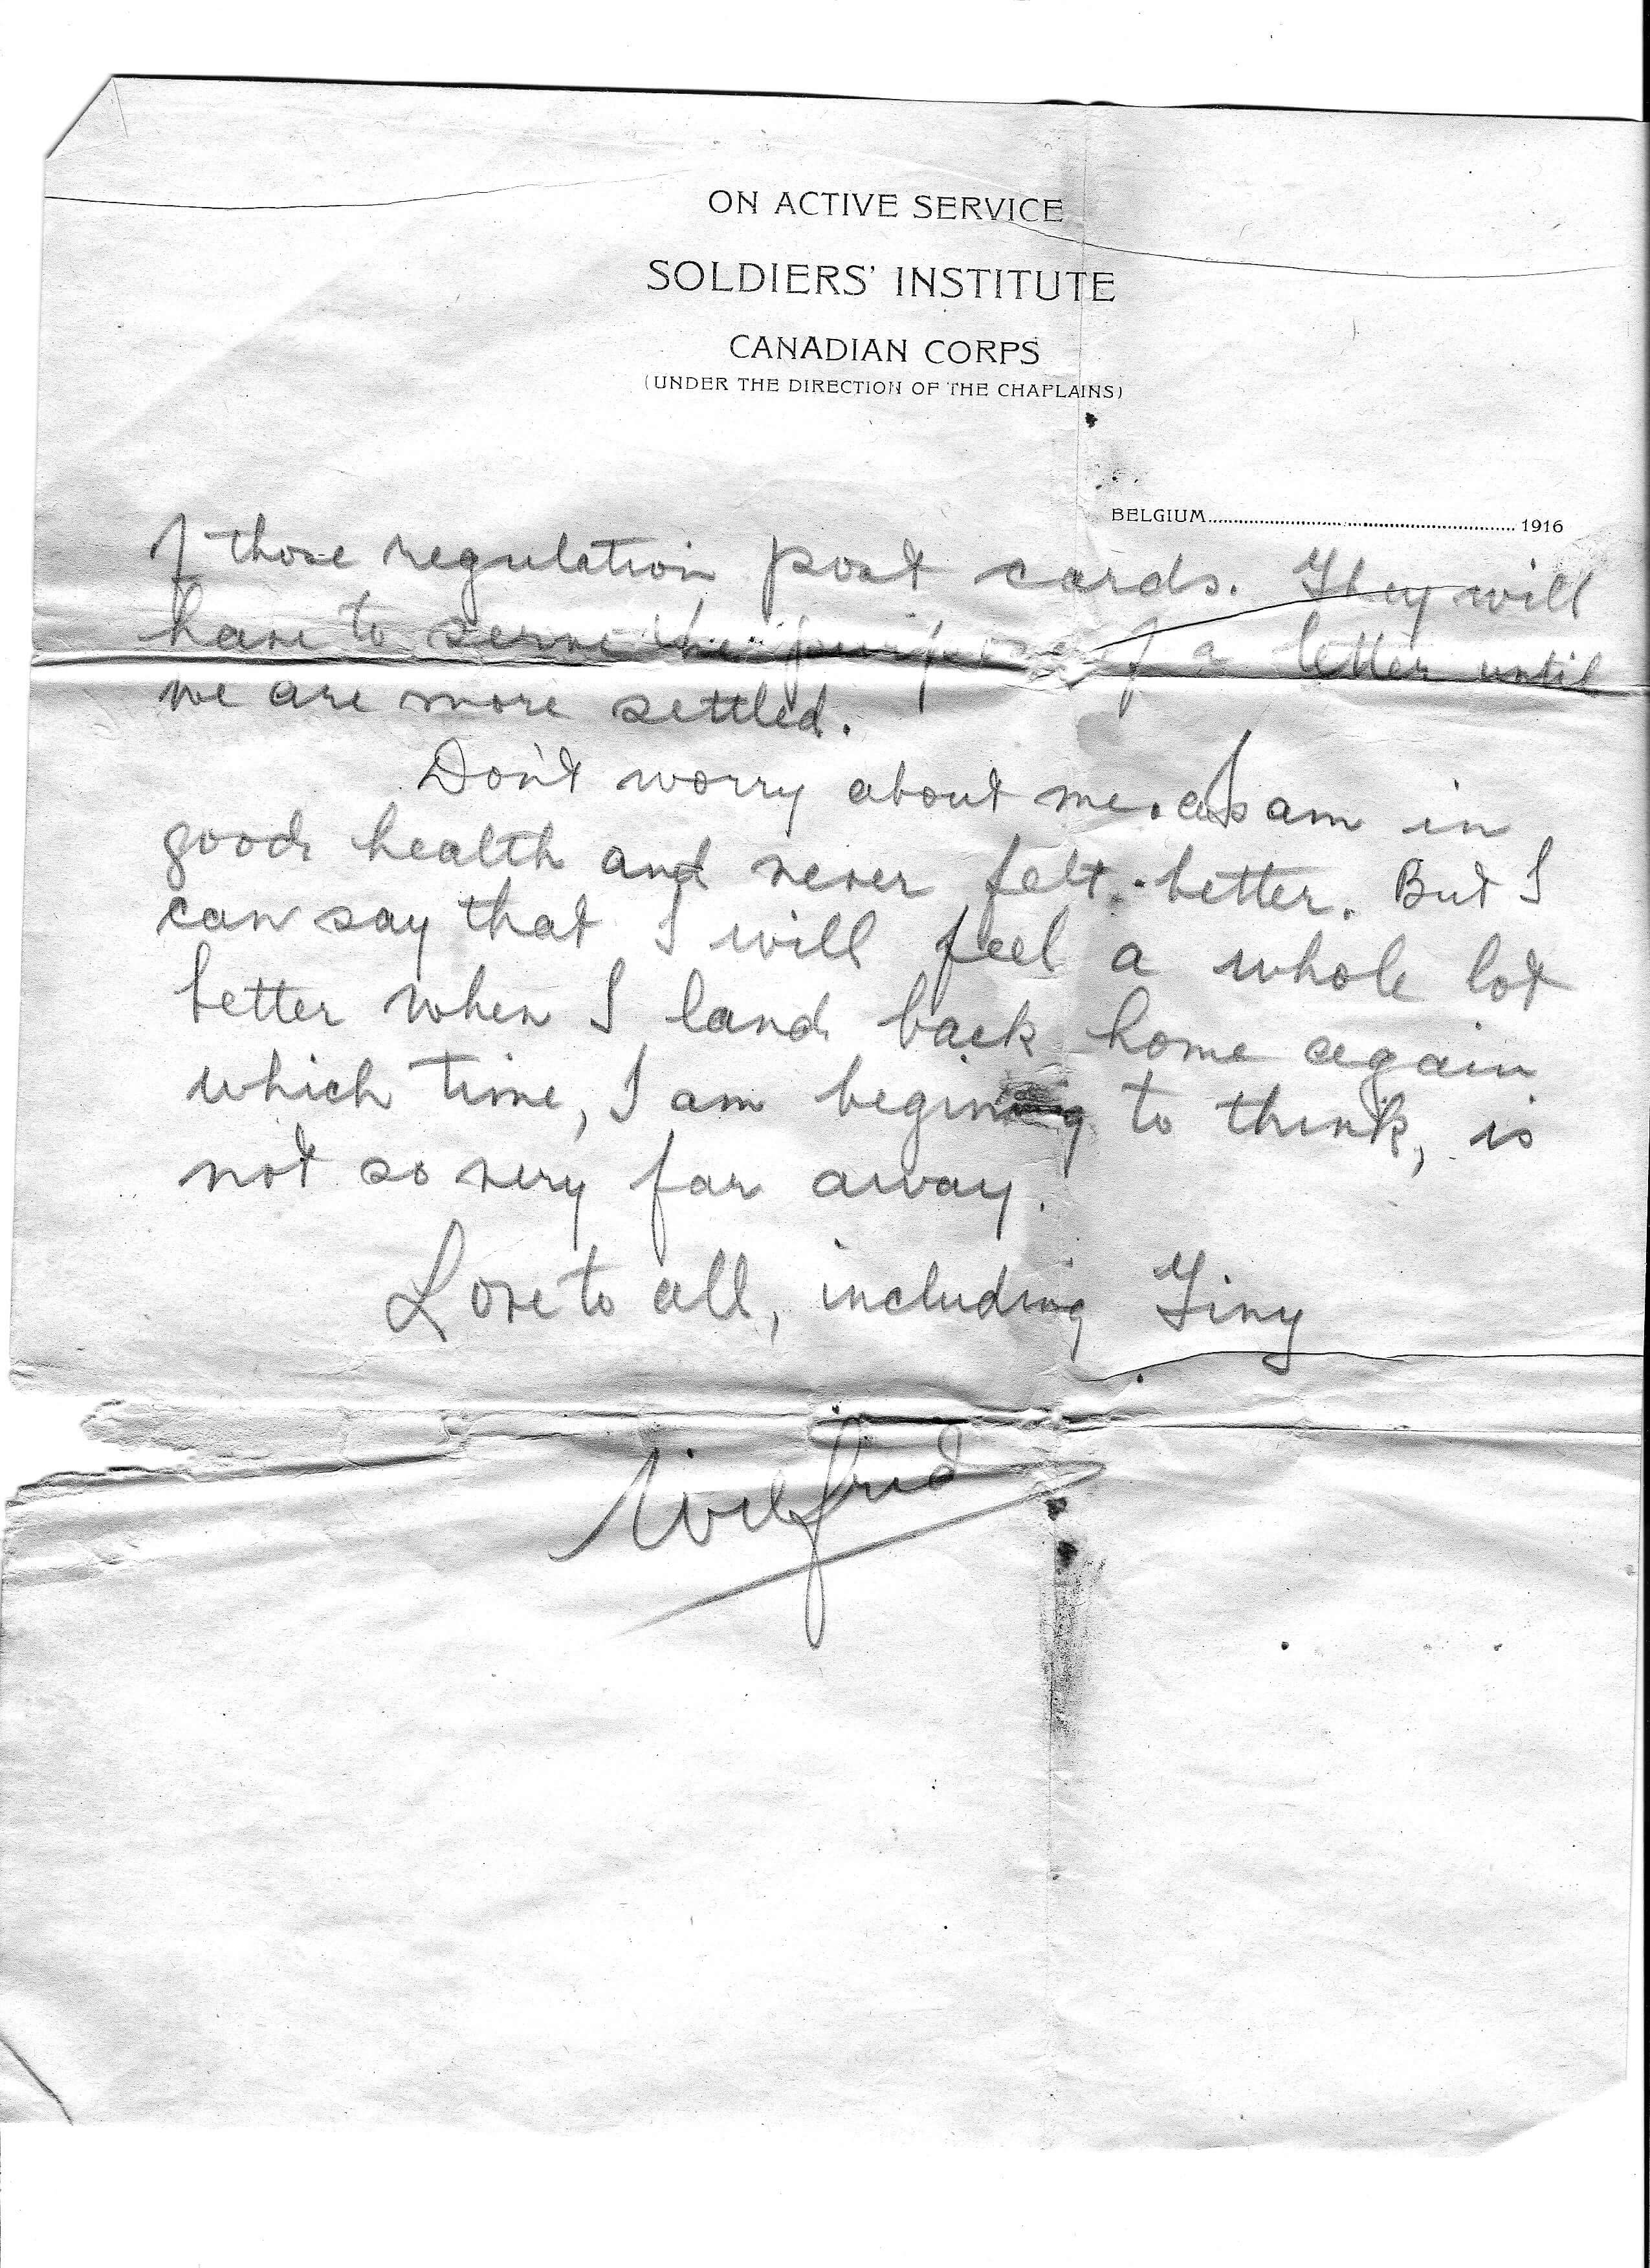 ON ACTIVE SERVICE
SOLDIERS' INSTITUTE
CANADIAN CORPS
(UNDER THE DIRECTION OF THE CHAPLAINS)
BELGIUM.............................................................. 1916
of those regulation post cards. They will
have to serve the purpose of a letter until
we are more settled.
Don't worry about me. I am in
good health and never felt better. But I
can say that I will feel a whole lot
better when I land back home again
which time, I am begining to think, is
not so very far away.
Love to all, including Tiny
Wilfrid